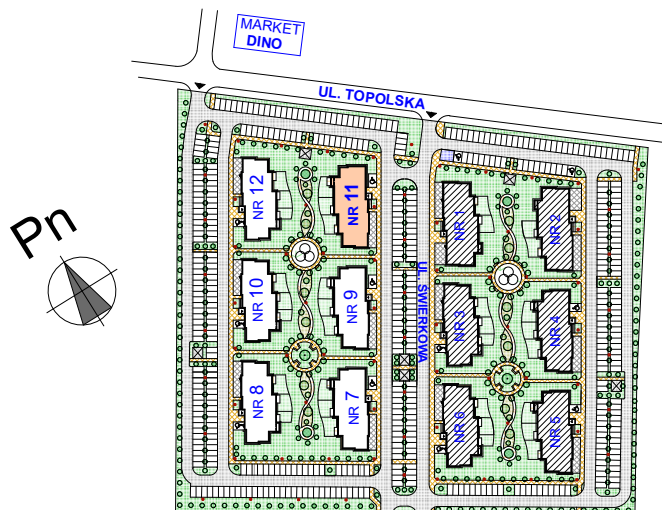 MARKET
DINO
UL. TOPOLSKA
Pn
NR 12
NR 11
NR 1
NR 2
NR 10
NR 9
UL. ŚWIERKOWA
NR 3
NR 4
NR 8
NR 7
NR 6
NR 5